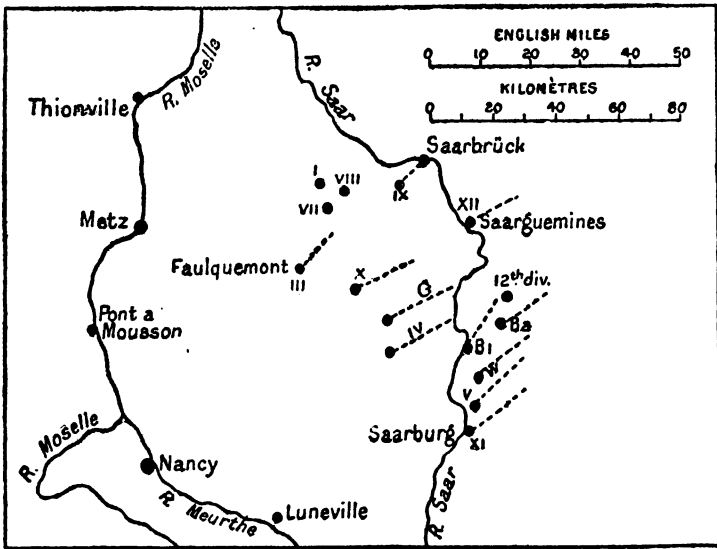 ENGLISH MILES
0 10 20 30 40 50
KILOMÈTRES
0 20 40 60 80
R. Moselle
R. Saar
Thionville
Saarbrück
I
VIII
IX
VII
XII
Metz
Saarguemines
Faulquemont
III
X
12th div.
G
Ba
Pont a
Mousson
IV
B1
W
V
Saarburg
XI
R. Moselle
Nancy
R. Meurthe
Luneville
R. Saar